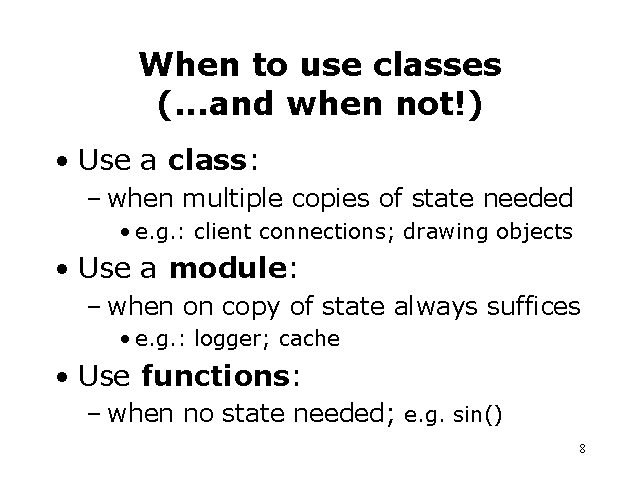 When to use classes
(...and when not!)
• Use a class:
– when multiple copies of state needed
• e.g.: client connections; drawing objects
• Use a module:
– when on copy of state always suffices
• e.g.: logger; cache
• Use functions:
– when no state needed; e.g. sin()
8